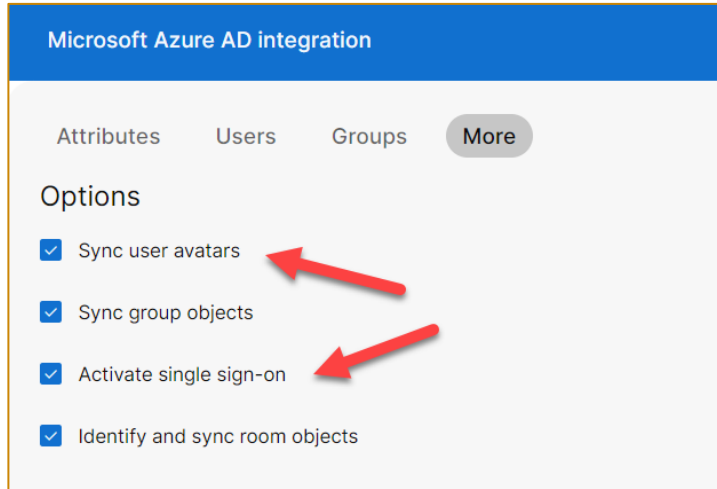 Microsoft Azure AD integration
Attributes Users Groups More
Options
Sync user avatars
Sync group objects
Activate single sign-on
Identify and sync room objects